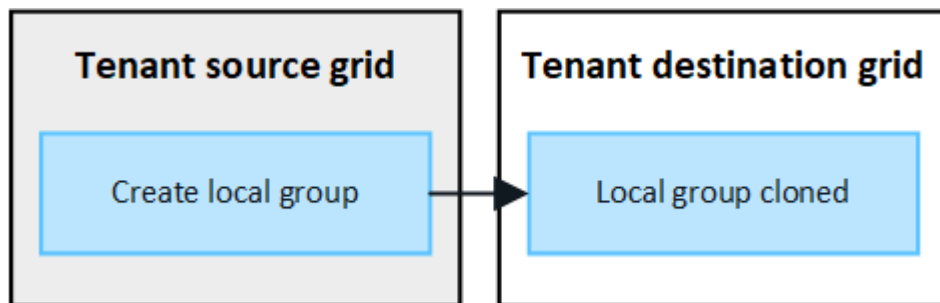 Tenant source grid
Create local group
Tenant destination grid
Local group cloned